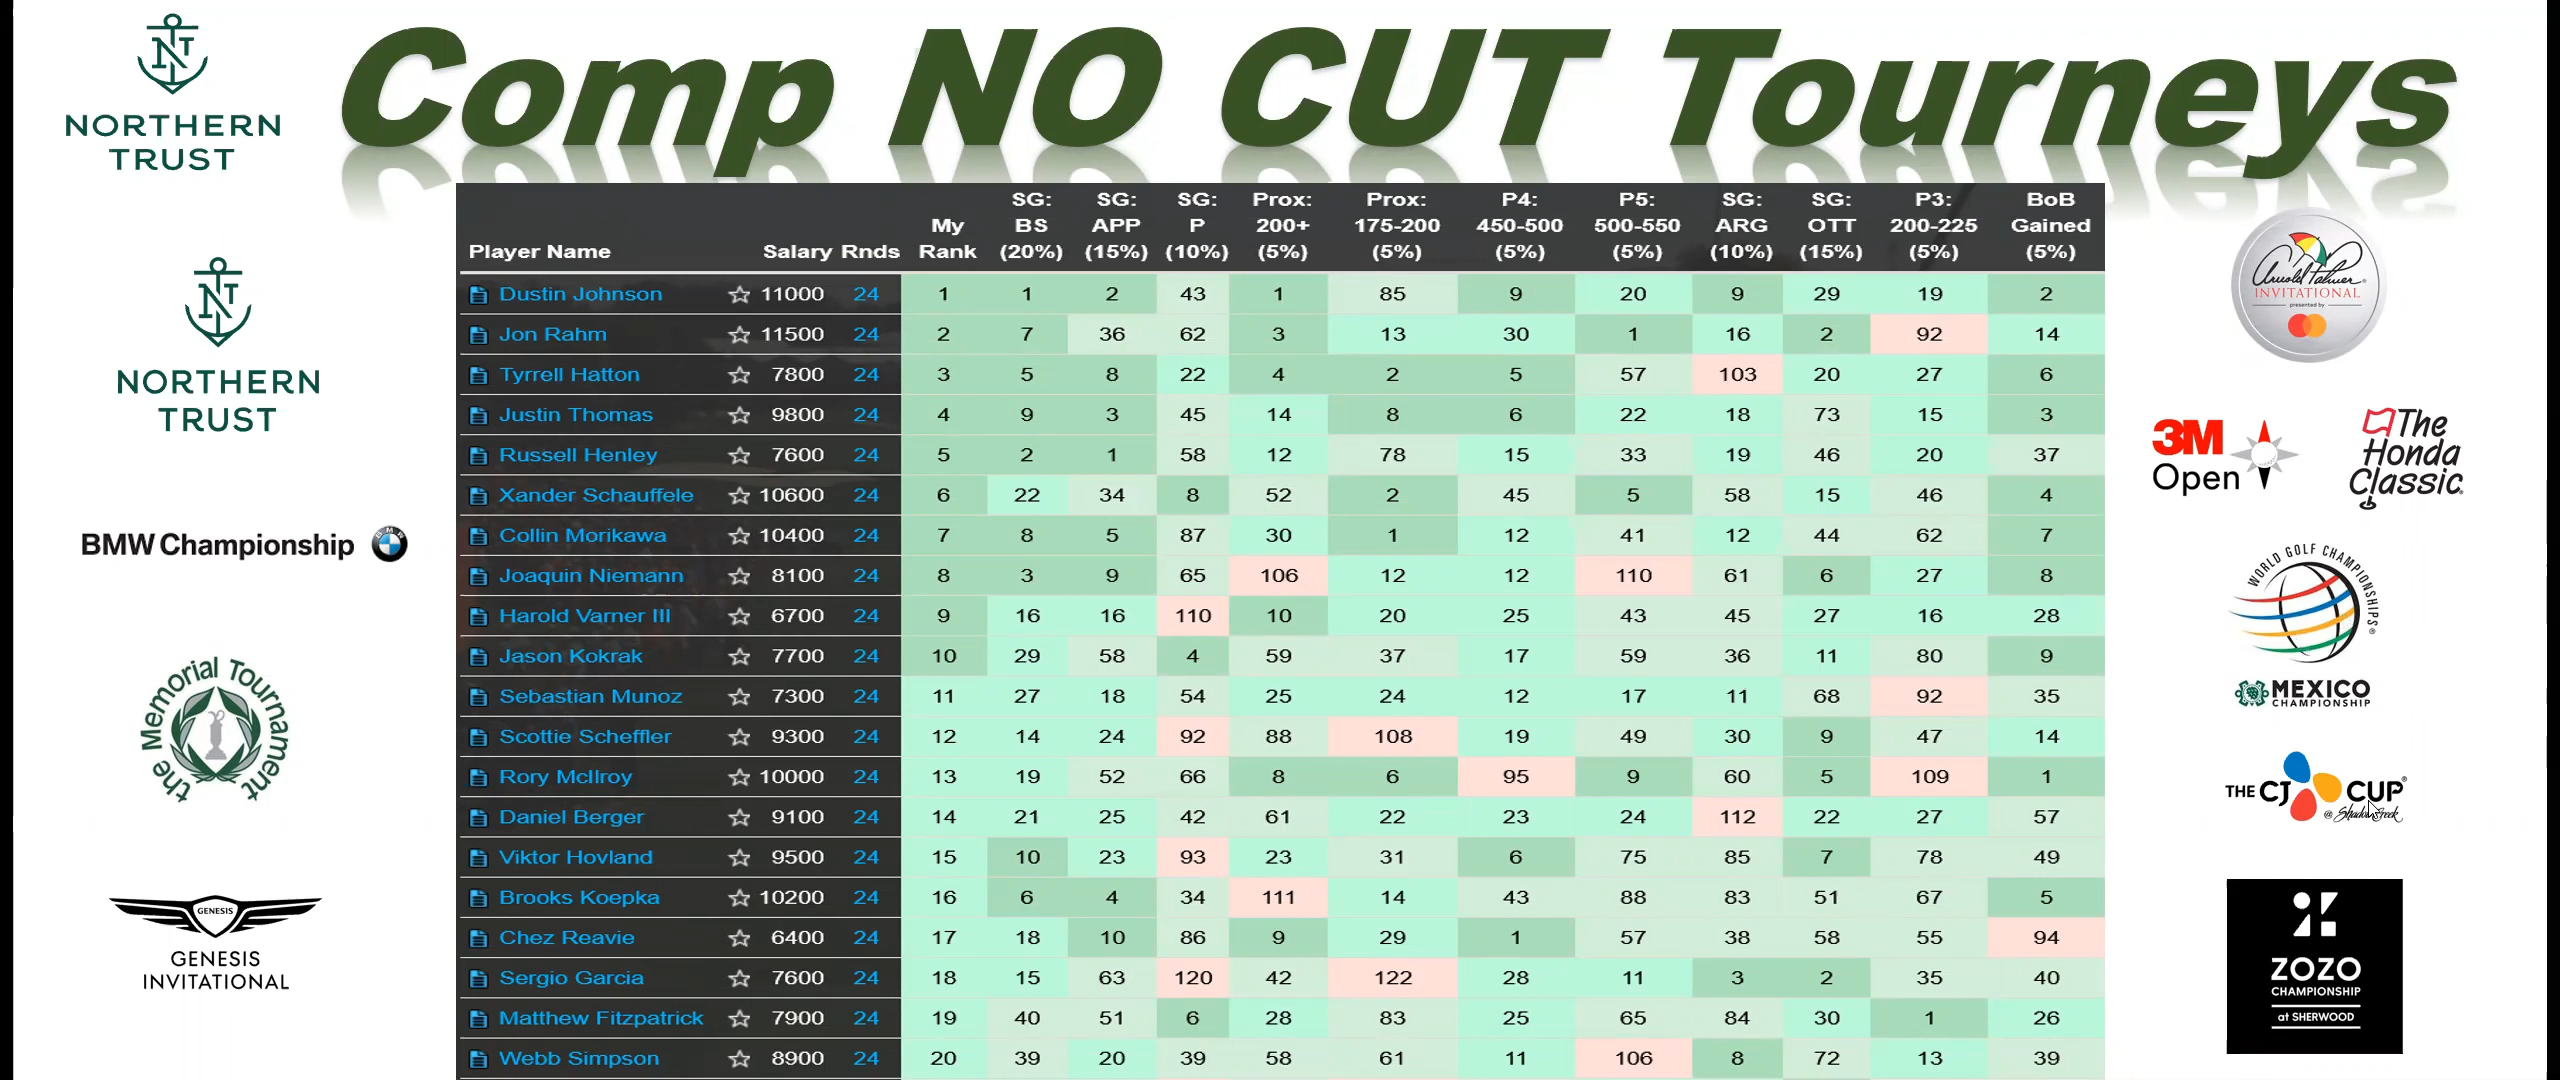 Comp NO CUT Tourneys
NORTHERN
TRUST
NORTHERN
TRUST
BMW Championship
the Memorial Tournament
GENESIS
GENESIS
INVITATIONAL
Player Name Salary Rnds My Rank SG: BS (20%) SG: APP (15%) SG: P (10%) Prox: 200+ (5%) Prox: 175-200 (5%) P4: 450-500 (5%) P5: 500-550 (5%) SG: ARG (10%) SG: OTT (15%) P3: 200-225 (5%) BoB Gained (5%)
Dustin Johnson 11000 24 1 1 2 43 1 85 9 20 9 29 19 2
Jon Rahm 11500 24 2 7 36 62 3 13 30 1 16 2 92 14
Tyrrell Hatton 7800 24 3 5 8 22 4 2 5 57 103 20 27 6
Justin Thomas 9800 24 4 9 3 45 14 8 6 22 18 73 15 3
Russell Henley 7600 24 5 2 1 58 12 78 15 33 19 46 20 37
Xander Schauffele 10600 24 6 22 34 8 52 2 45 5 58 15 46 4
Collin Morikawa 10400 24 7 8 5 87 30 1 12 41 12 44 62 7
Joaquin Niemann 8100 24 8 3 9 65 106 12 12 110 61 6 27 8
Harold Varner III 6700 24 9 16 16 110 10 20 25 43 45 27 16 28
Jason Kokrak 7700 24 10 29 58 4 59 37 17 59 36 11 80 9
Sebastian Munoz 7300 24 11 27 18 54 25 24 12 17 11 68 92 35
Scottie Scheffler 9300 24 12 14 24 92 88 108 19 49 30 9 47 14
Rory McIlroy 10000 24 13 19 52 66 8 6 95 9 60 5 109 1
Daniel Berger 9100 24 14 21 25 42 61 22 23 24 112 22 27 57
Viktor Hovland 9500 24 15 10 23 93 23 31 6 75 85 7 78 49
Brooks Koepka 10200 24 16 6 4 34 111 14 43 88 83 51 67 5
Chez Reavie 6400 24 17 18 10 86 9 29 1 57 38 58 55 94
Sergio Garcia 7600 24 18 15 63 120 42 122 28 11 3 2 35 40
Matthew Fitzpatrick 7900 24 19 40 51 6 28 83 25 65 84 30 1 26
Webb Simpson 8900 24 20 39 20 39 58 61 11 106 8 72 13 39
Arnold Palmer
INVITATIONAL
presented by
3M
Open
The
Honda
Classic
WORLD GOLF CHAMPIONSHIPS
MEXICO
CHAMPIONSHIP
THE CJ CUP
@ Shadow Creek
ZOZO
CHAMPIONSHIP
at SHERWOOD